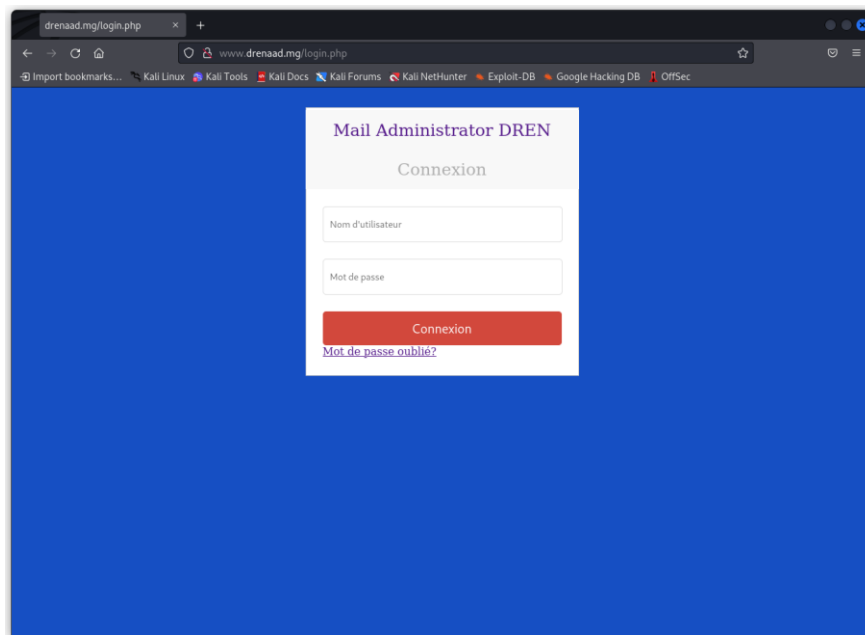 drenaad.mg/login.php
www.drenaad.mg/login.php
Import bookmarks... Kali Linux Kali Tools Kali Docs Kali Forums Kali NetHunter Exploit-DB Google Hacking DB OffSec
Mail Administrator DREN
Connexion
Nom d'utilisateur
Mot de passe
Connexion
Mot de passe oublié?